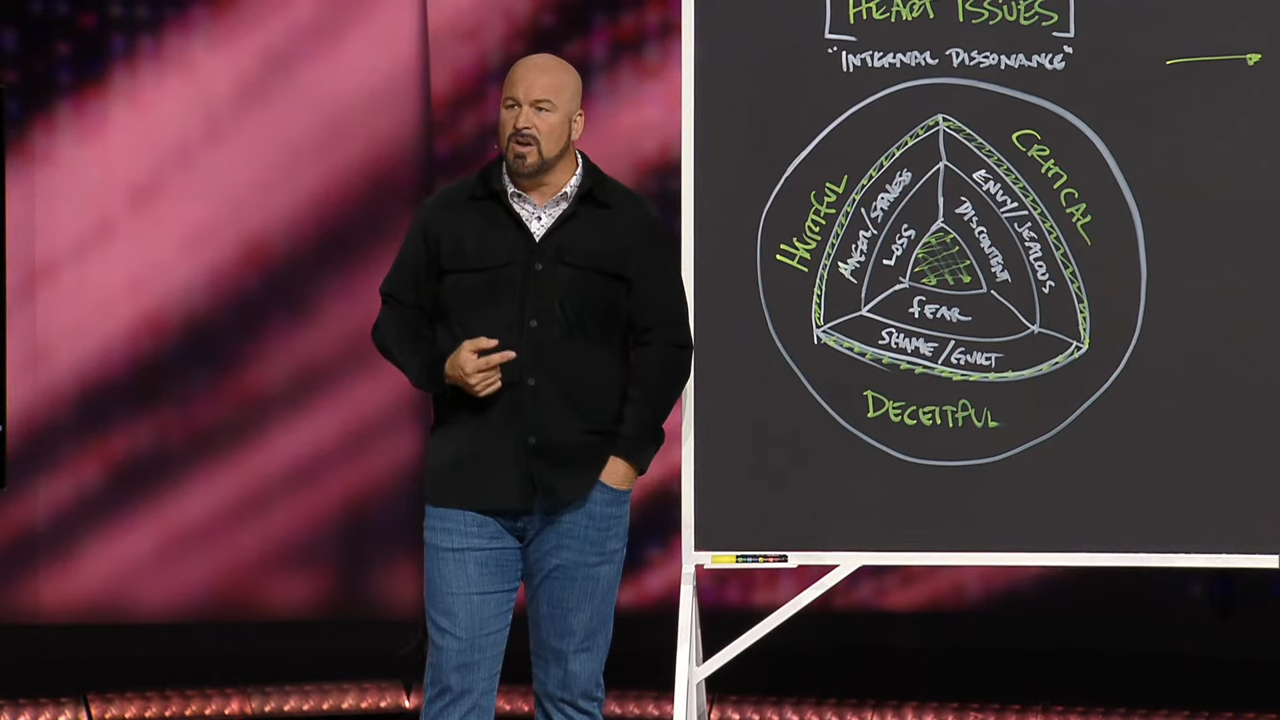 [HEART ISSUES]
"INTERNAL DISSONANCE"
CRITICAL
HURTFUL
ANGER/SADNESS
ENVY/JEALOUS
LOSS
DISCONTENT
FEAR
SHAME/GUILT
DECEITFUL